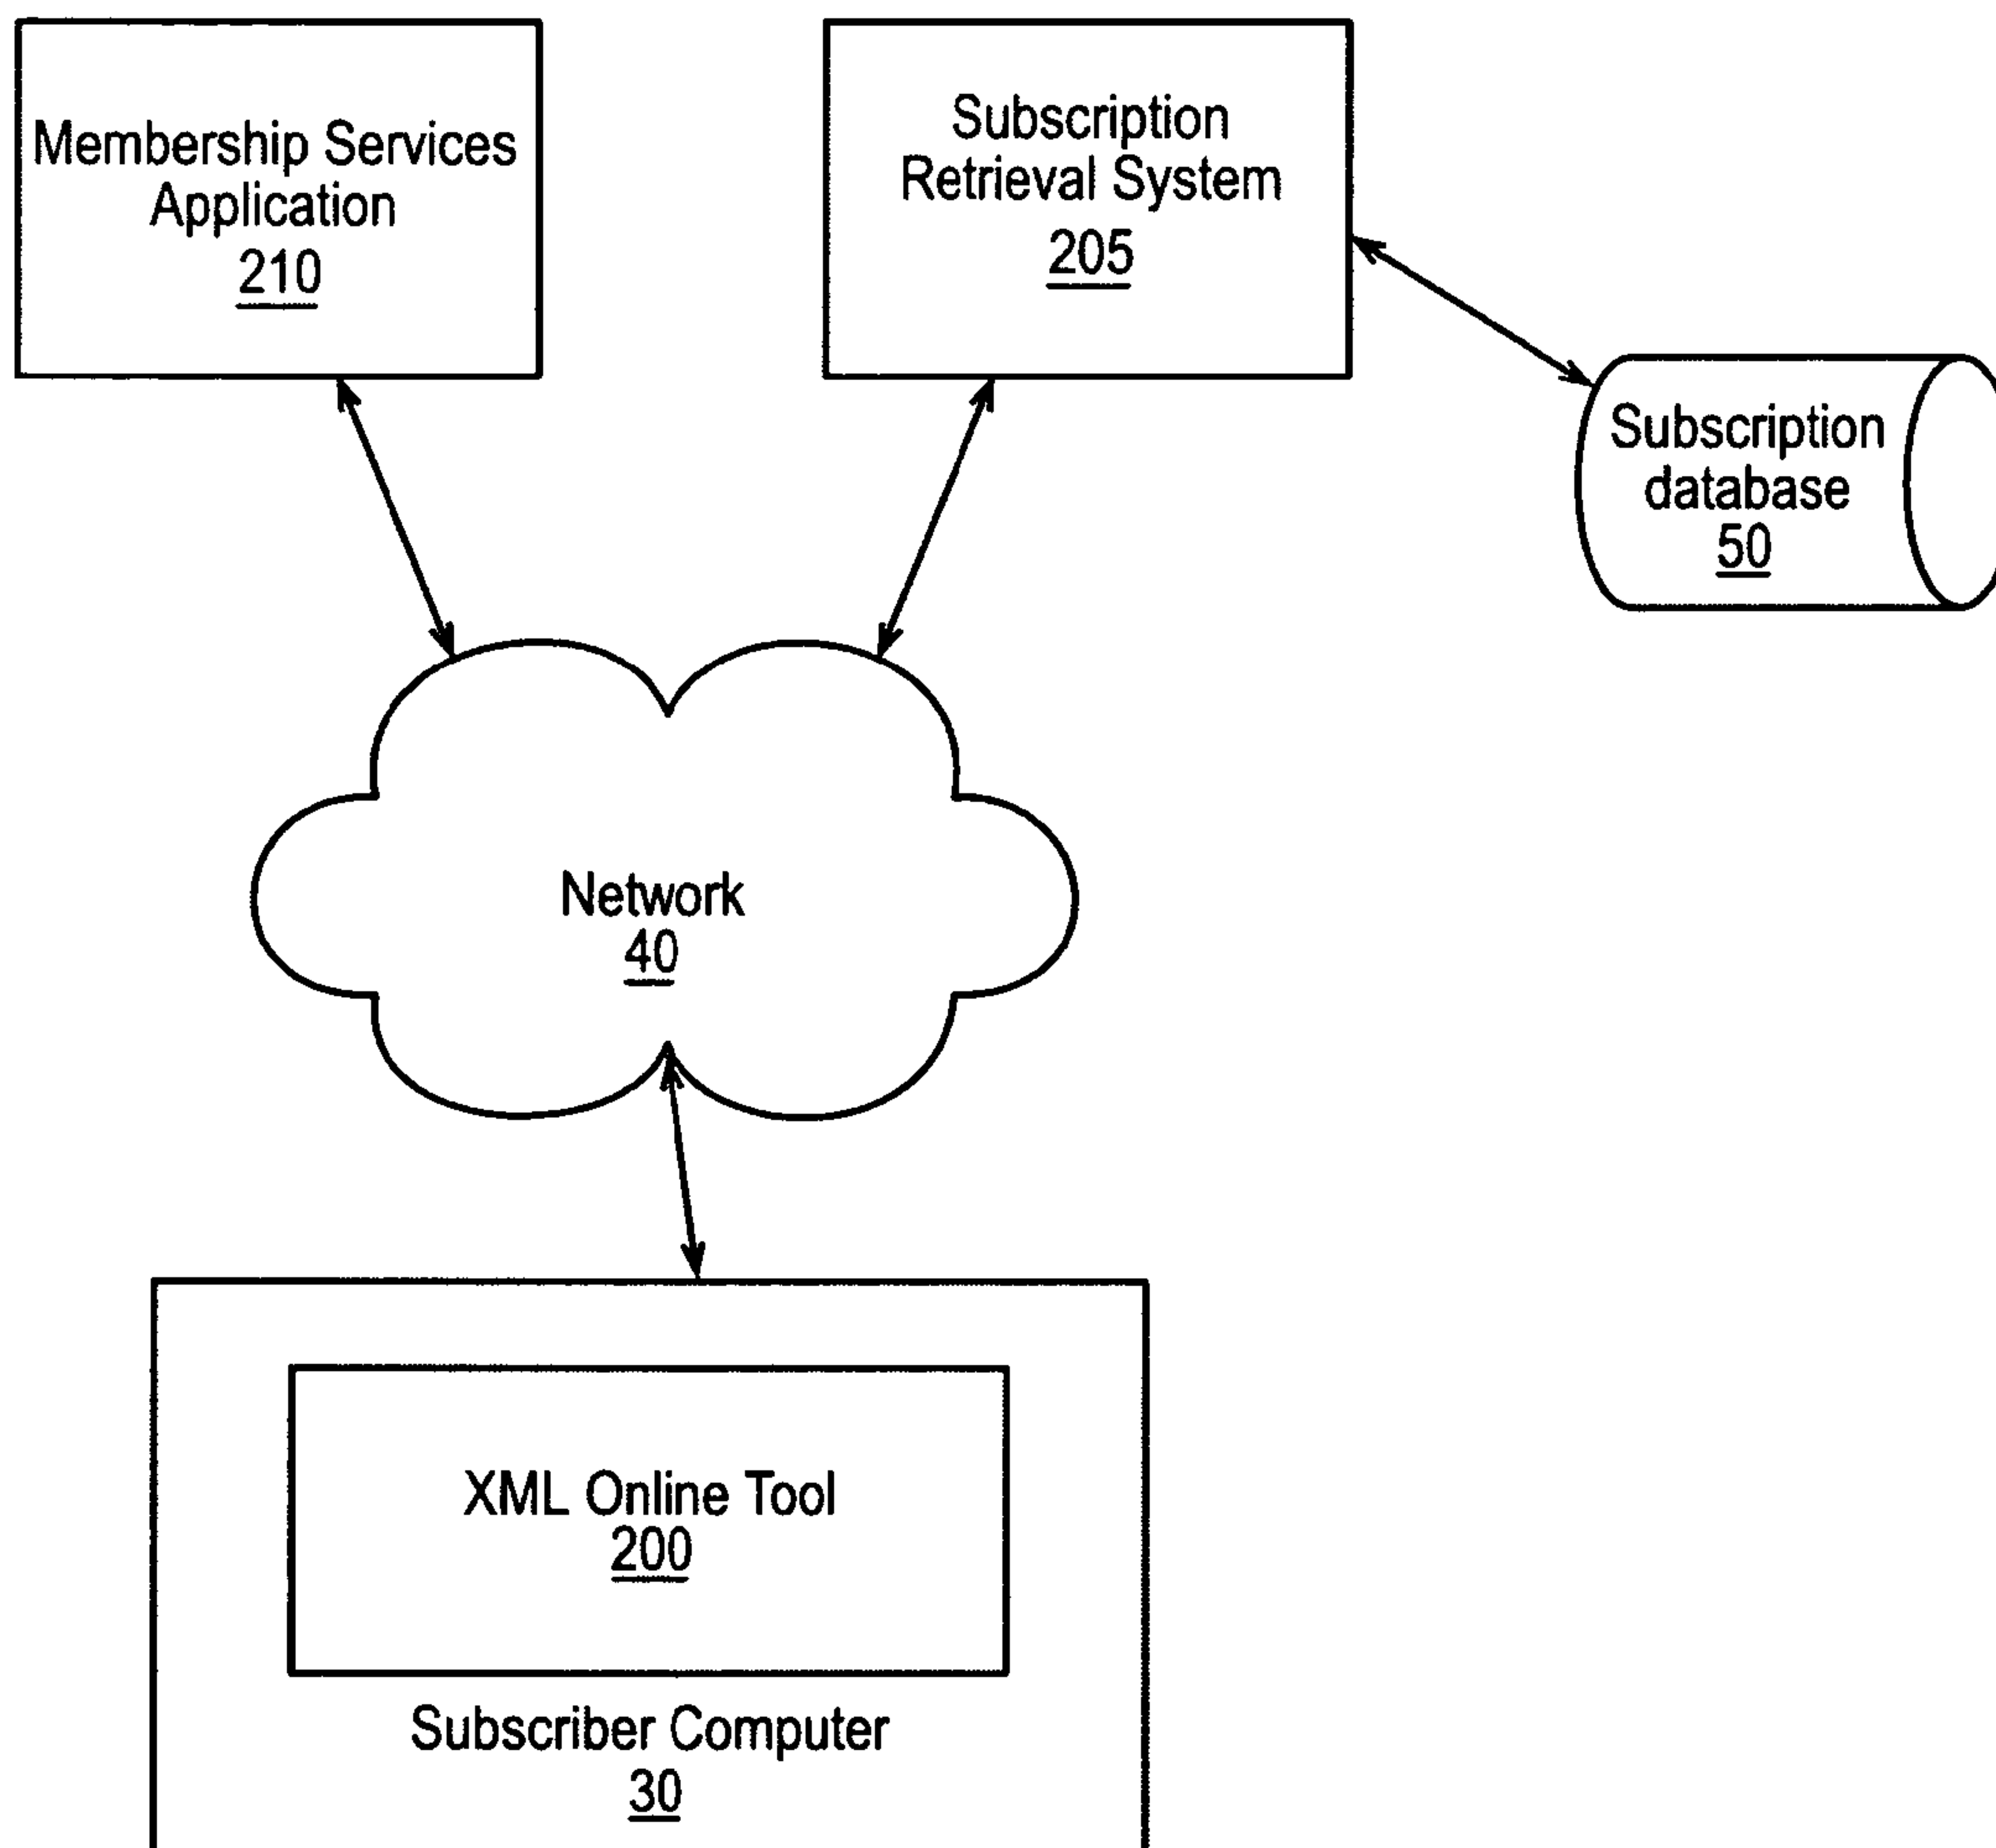 Membership Services
Application
210
Subscription
Retrieval System
205
Subscription
database
50
Network
40
XML Online Tool
200
Subscriber Computer
30